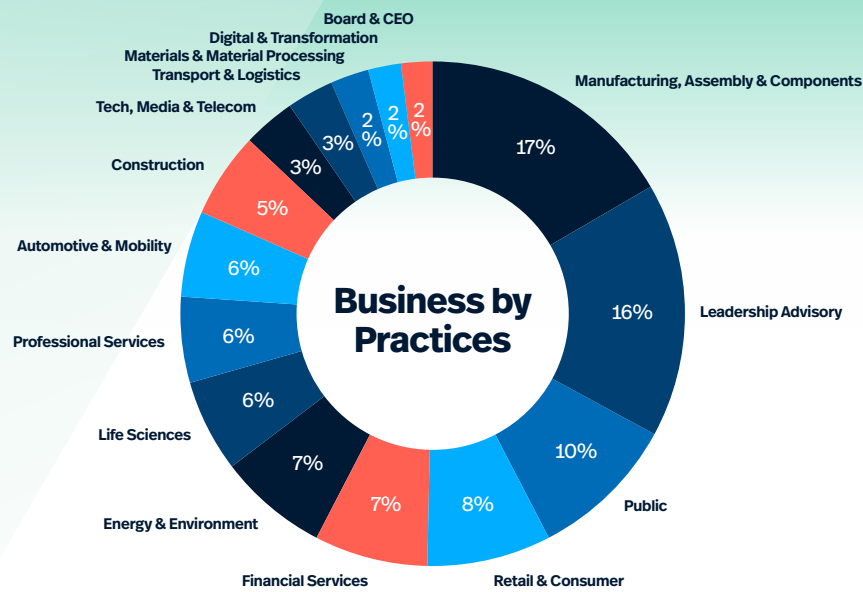 Board & CEO
Digital & Transformation
Materials & Material Processing
Transport & Logistics
Tech, Media & Telecom
Construction
Automotive & Mobility
Professional Services
Life Sciences
Energy & Environment
Financial Services
Retail & Consumer
Public
Leadership Advisory
Manufacturing, Assembly & Components
17%
16%
10%
8%
7%
7%
6%
6%
6%
5%
3%
3%
2
%
2
%
2
%
Business by
Practices